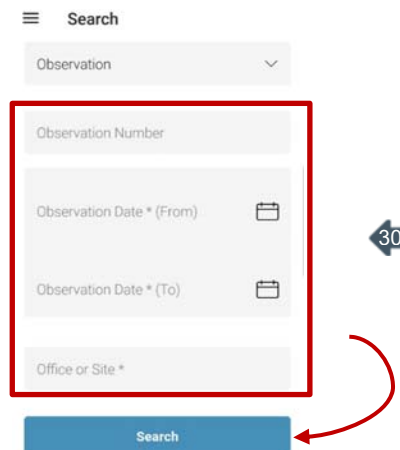 Search
Observation
Observation Number
Observation Date * (From)
30
Observation Date * (To)
Office or Site *
Search